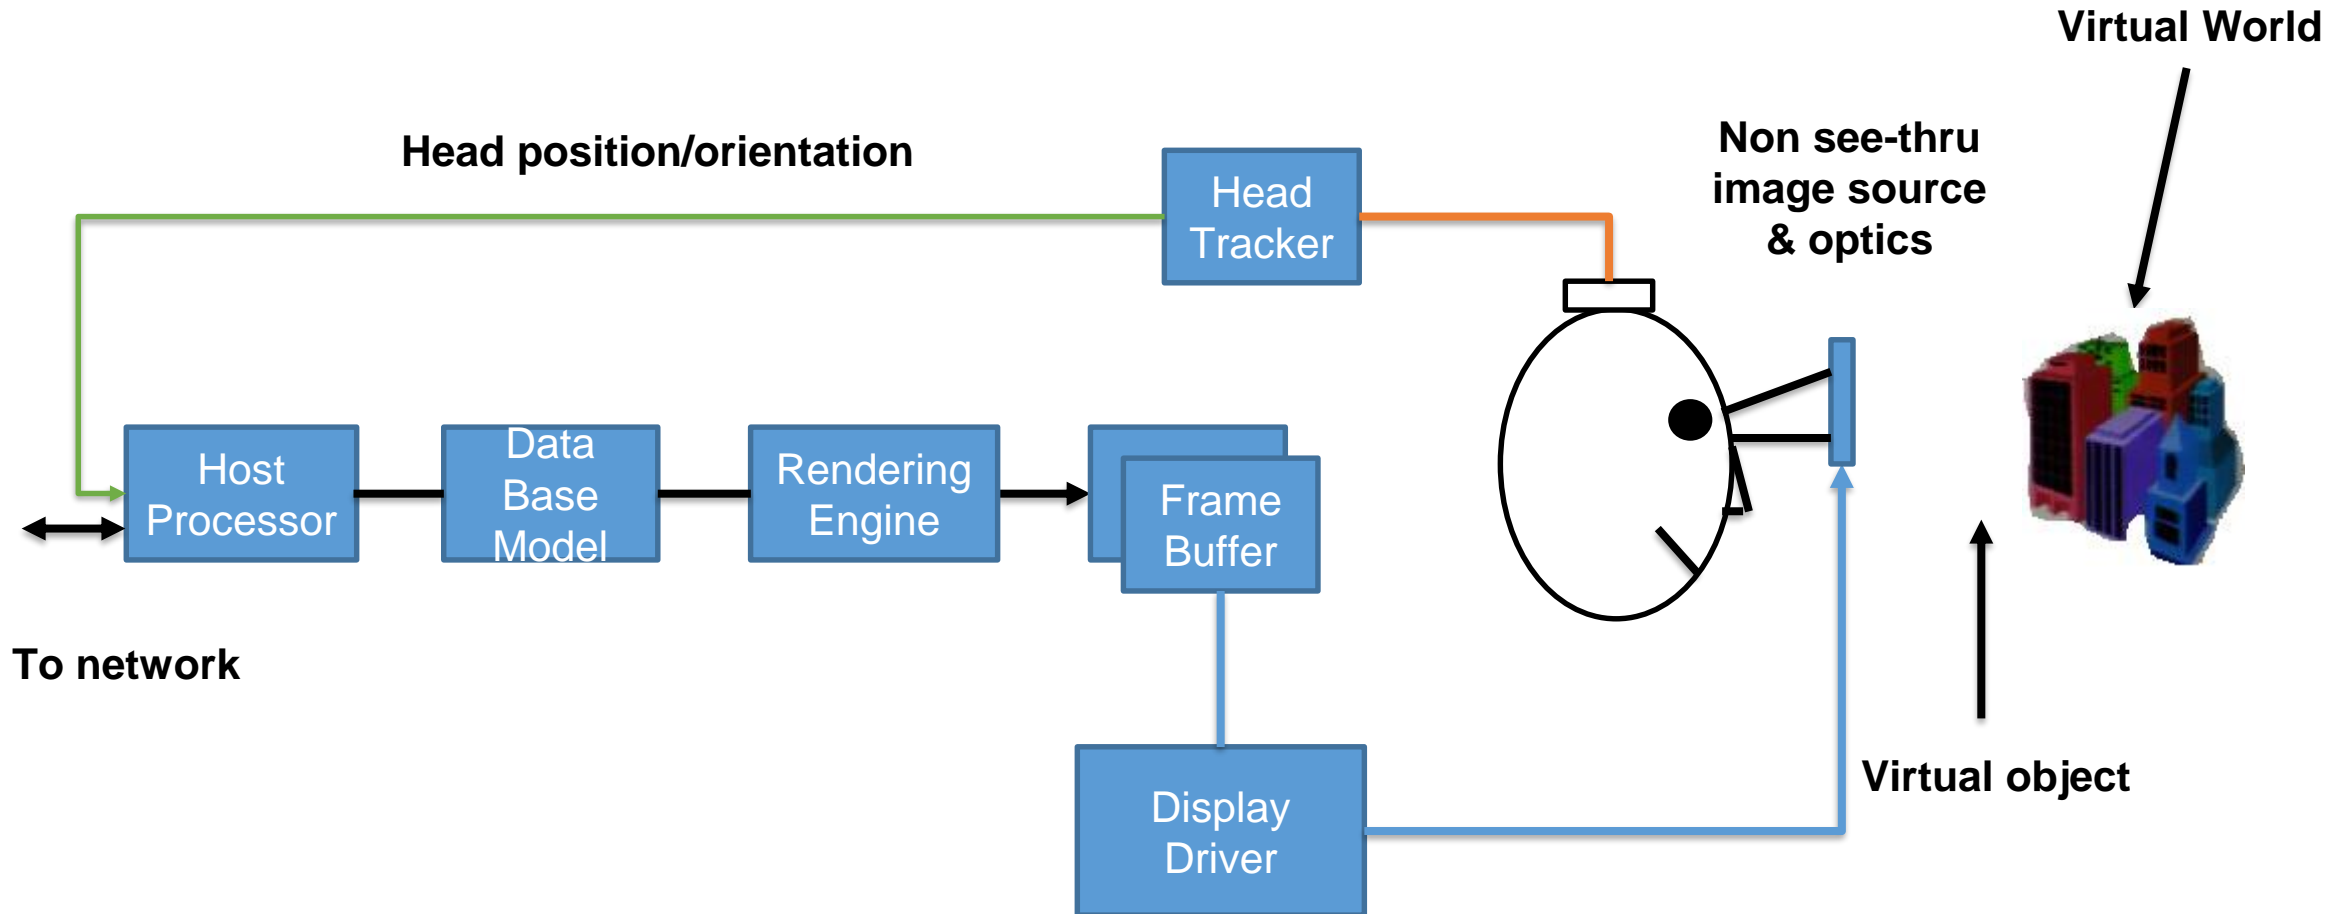 Virtual World
Head position/orientation
Non see-thru
image source
& optics
Head
Tracker
Host
Processor
Data
Base
Model
Rendering
Engine
Frame
Buffer
To network
Display
Driver
Virtual object